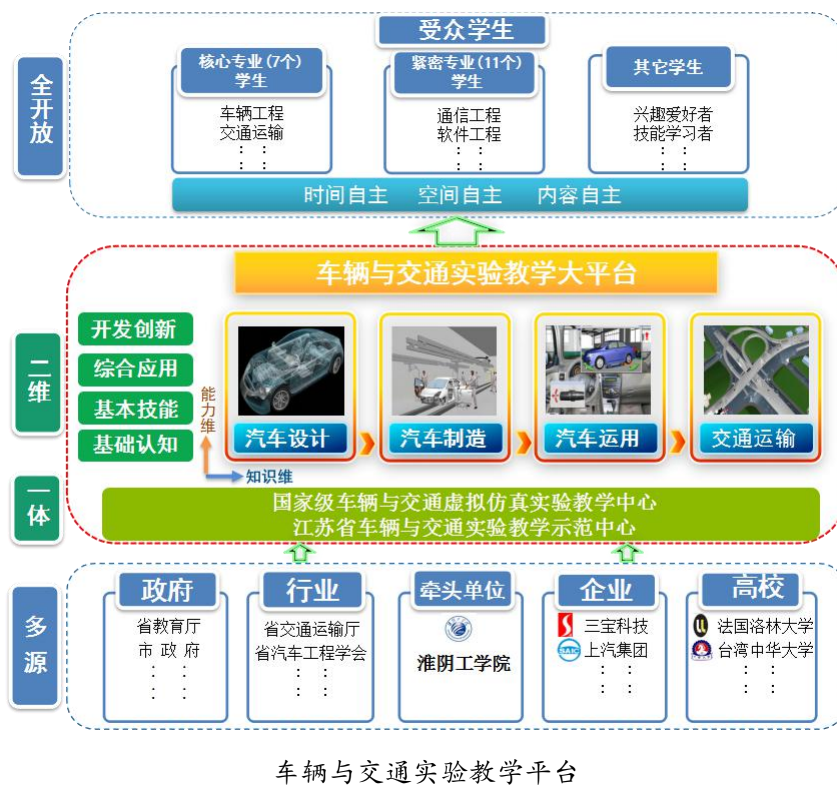 受众学生
全开放
核心专业(7个)
学生
车辆工程
交通运输
紧密专业(11个)
学生
通信工程
软件工程
其它学生
兴趣爱好者
技能学习者
时间自主 空间自主 内容自主
车辆与交通实验教学大平台
二维
开发创新
综合应用
基本技能
基础认知
能力维
知识维
汽车设计
汽车制造
汽车运用
交通运输
一体
国家级车辆与交通虚拟仿真实验教学中心
江苏省车辆与交通实验教学示范中心
多源
政府
省教育厅
市政府
行业
省交通运输厅
省汽车工程学会
牵头单位
淮阴工学院
企业
三宝科技
SAIC
上汽集团
高校
法国洛林大学
台湾中华大学
车辆与交通实验教学平台